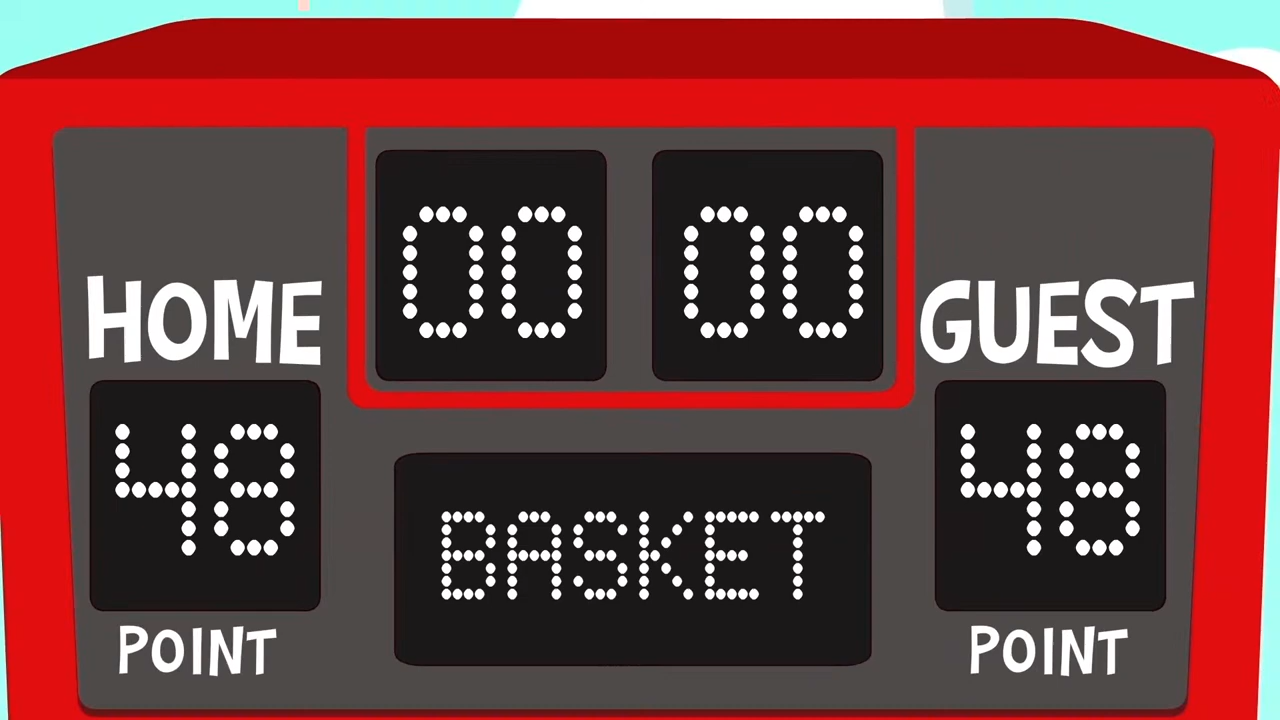 00 00
HOME GUEST
48 48
BASKET
POINT POINT